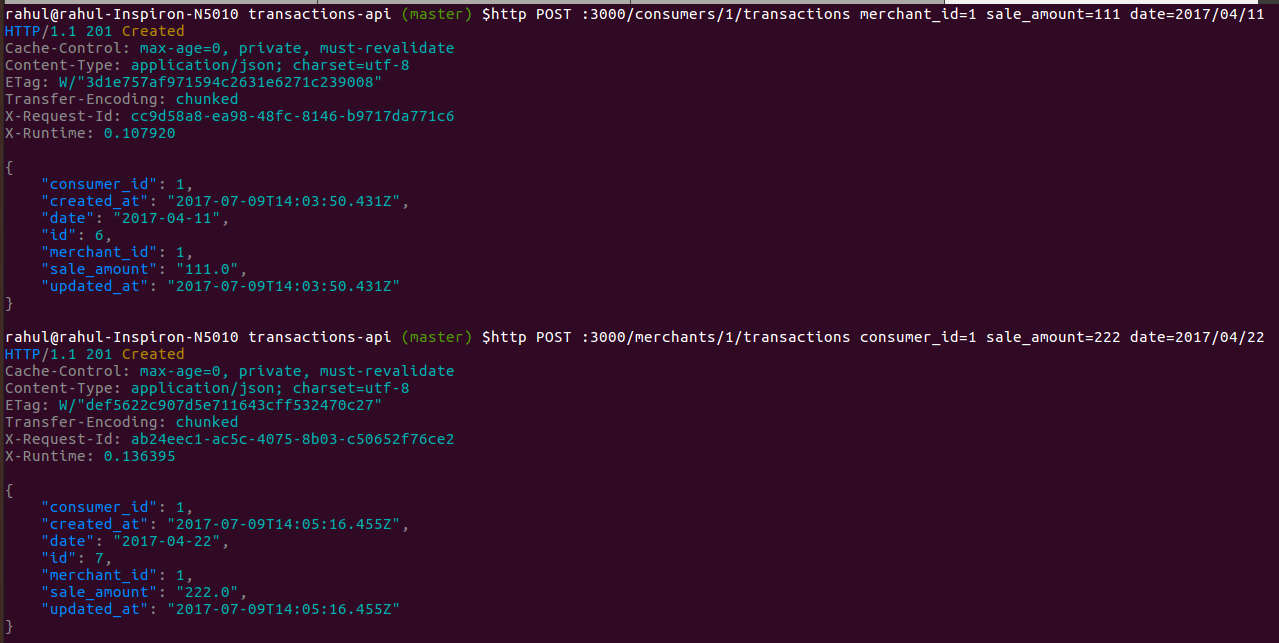 rahul@rahul-Inspiron-N5010 transactions-api (master) $http POST :3000/consumers/1/transactions merchant_id=1 sale_amount=111 date=2017/04/11
HTTP/1.1 201 Created
Cache-Control: max-age=0, private, must-revalidate
Content-Type: application/json; charset=utf-8
ETag: W/"3d1e757af971594c2631e6271c239008"
Transfer-Encoding: chunked
X-Request-Id: cc9d58a8-ea98-48fc-8146-b9717da771c6
X-Runtime: 0.107920

{
    "consumer_id": 1,
    "created_at": "2017-07-09T14:03:50.431Z",
    "date": "2017-04-11",
    "id": 6,
    "merchant_id": 1,
    "sale_amount": "111.0",
    "updated_at": "2017-07-09T14:03:50.431Z"
}

rahul@rahul-Inspiron-N5010 transactions-api (master) $http POST :3000/merchants/1/transactions consumer_id=1 sale_amount=222 date=2017/04/22
HTTP/1.1 201 Created
Cache-Control: max-age=0, private, must-revalidate
Content-Type: application/json; charset=utf-8
ETag: W/"def5622c907d5e711643cff532470c27"
Transfer-Encoding: chunked
X-Request-Id: ab24eec1-ac5c-4075-8b03-c50652f76ce2
X-Runtime: 0.136395

{
    "consumer_id": 1,
    "created_at": "2017-07-09T14:05:16.455Z",
    "date": "2017-04-22",
    "id": 7,
    "merchant_id": 1,
    "sale_amount": "222.0",
    "updated_at": "2017-07-09T14:05:16.455Z"
}